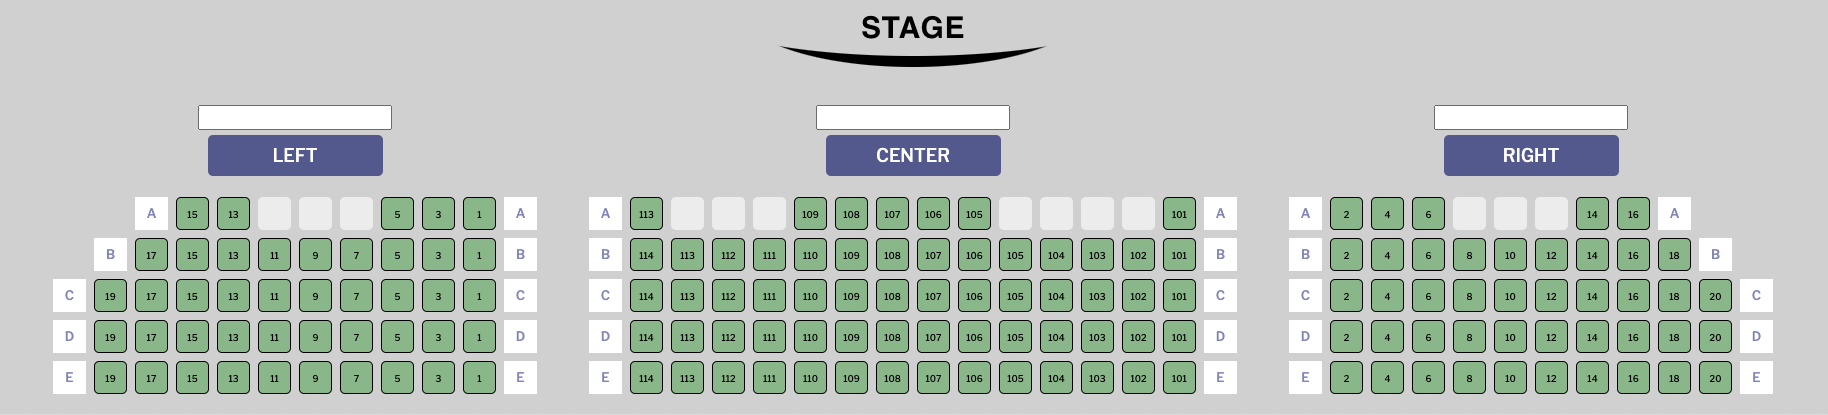 STAGE
LEFT
CENTER
RIGHT
A 15 13 5 3 1 A A 113 109 108 107 106 105 101 A A 2 4 6 14 16 A
B 17 15 13 11 9 7 5 3 1 B B 114 113 112 111 110 109 108 107 106 105 104 103 102 101 B B 2 4 6 8 10 12 14 16 18 B
C 19 17 15 13 11 9 7 5 3 1 C C 114 113 112 111 110 109 108 107 106 105 104 103 102 101 C C 2 4 6 8 10 12 14 16 18 20 C
D 19 17 15 13 11 9 7 5 3 1 D D 114 113 112 111 110 109 108 107 106 105 104 103 102 101 D D 2 4 6 8 10 12 14 16 18 20 D
E 19 17 15 13 11 9 7 5 3 1 E E 114 113 112 111 110 109 108 107 106 105 104 103 102 101 E E 2 4 6 8 10 12 14 16 18 20 E